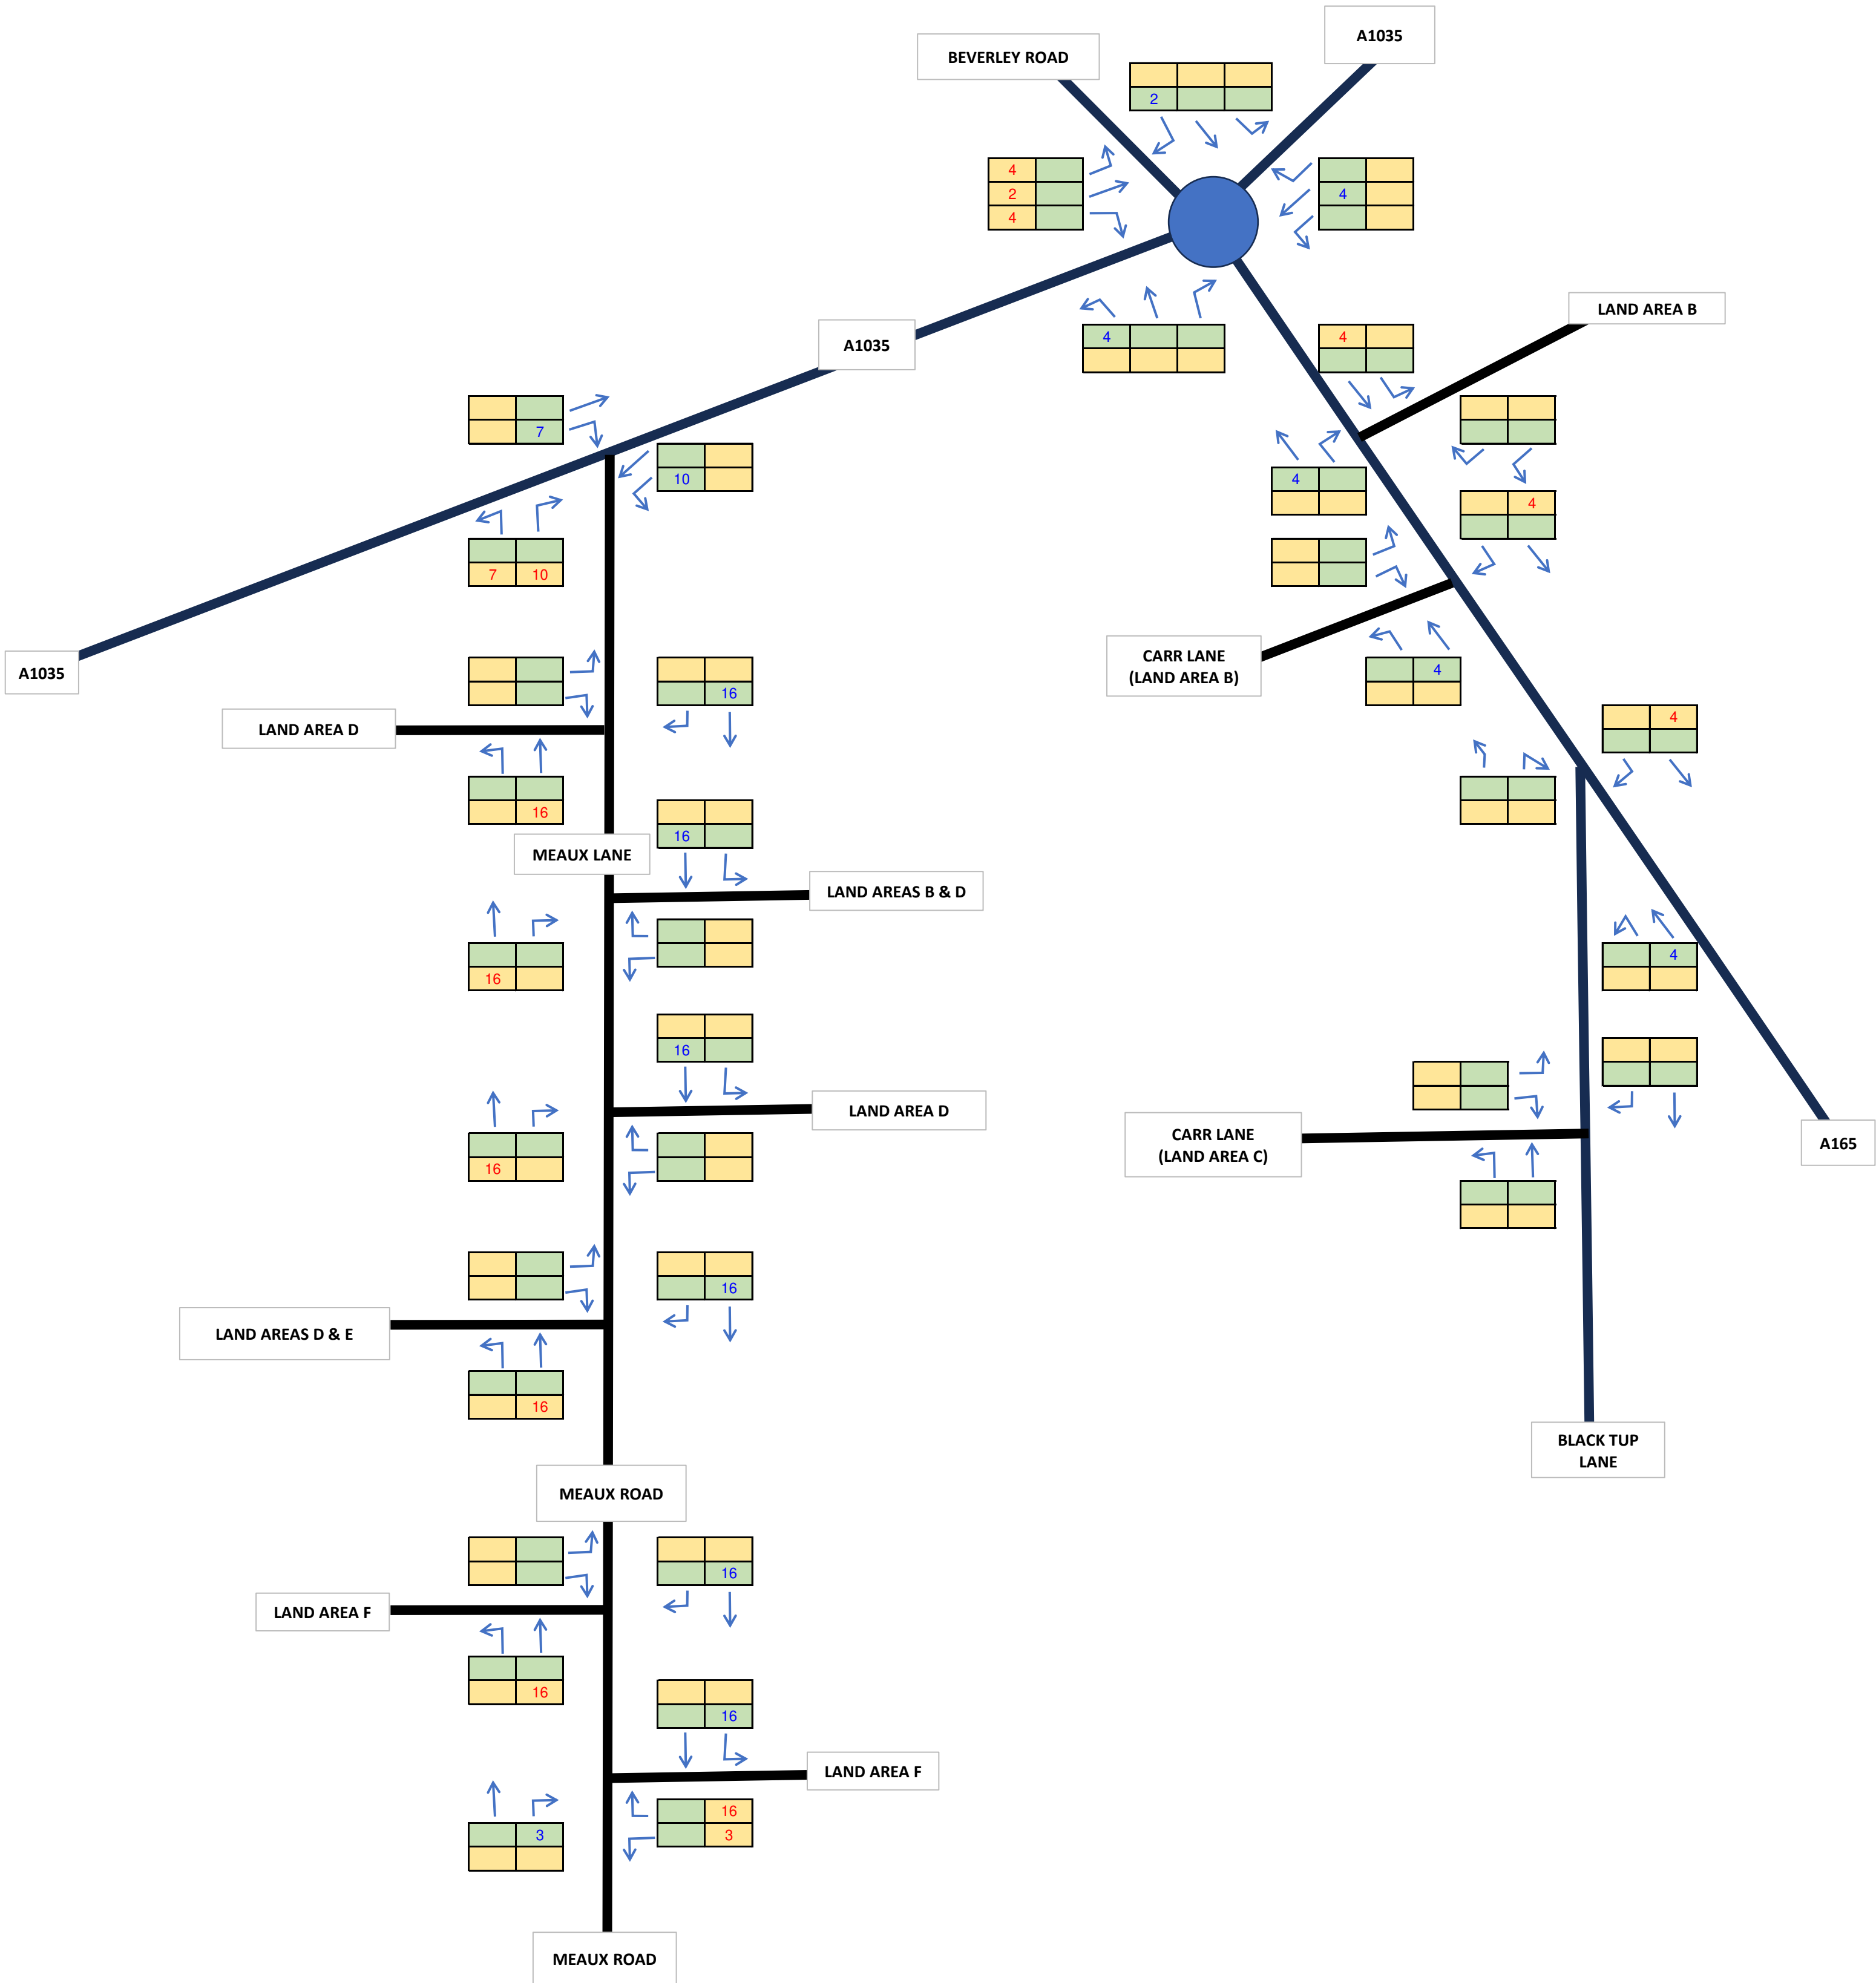 A1035
BEVERLEY ROAD
2
4
2
4
4
4
LAND AREA B
4
A1035
7
10
4
4
7 10
A1035
CARR LANE
(LAND AREA B)
4
16
LAND AREA D
4
16
16
MEAUX LANE
LAND AREAS B & D
16
4
16
LAND AREA D
16
CARR LANE
(LAND AREA C)
A165
16
LAND AREAS D & E
16
BLACK TUP
LANE
MEAUX ROAD
16
LAND AREA F
16
16
LAND AREA F
16
3
3
MEAUX ROAD